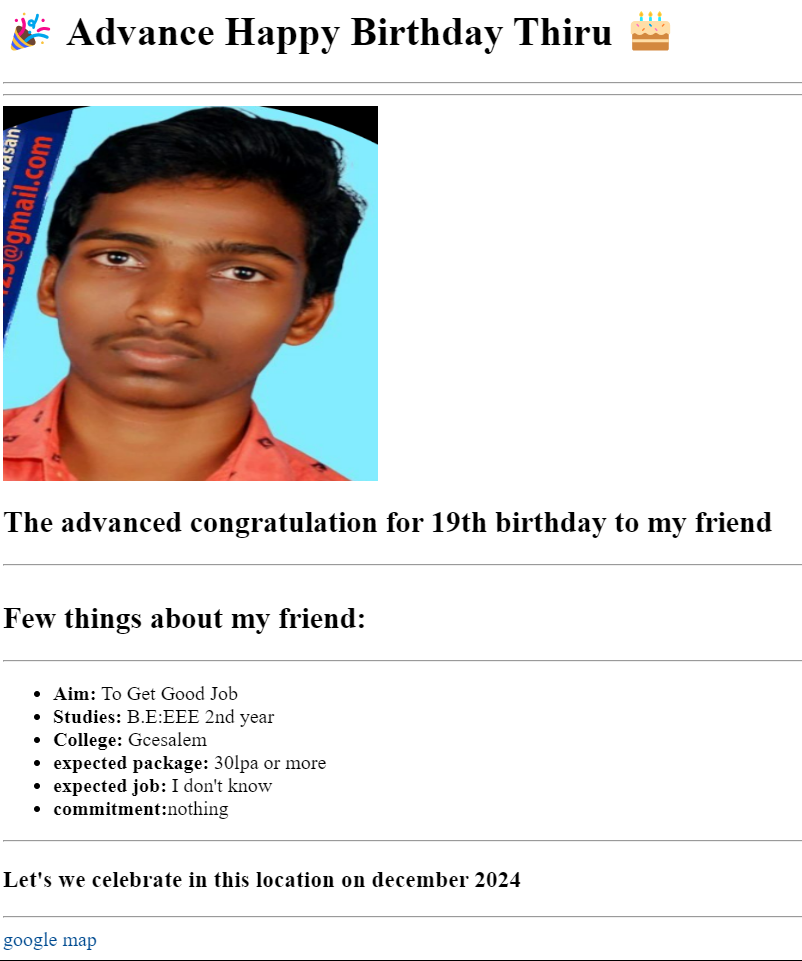 🎉 Advance Happy Birthday Thiru 🎂
vasan
123@gmail.com
The advanced congratulation for 19th birthday to my friend
Few things about my friend:
• Aim: To Get Good Job
• Studies: B.E:EEE 2nd year
• College: Gcesalem
• expected package: 30lpa or more
• expected job: I don't know
• commitment:nothing
Let's we celebrate in this location on december 2024
google map